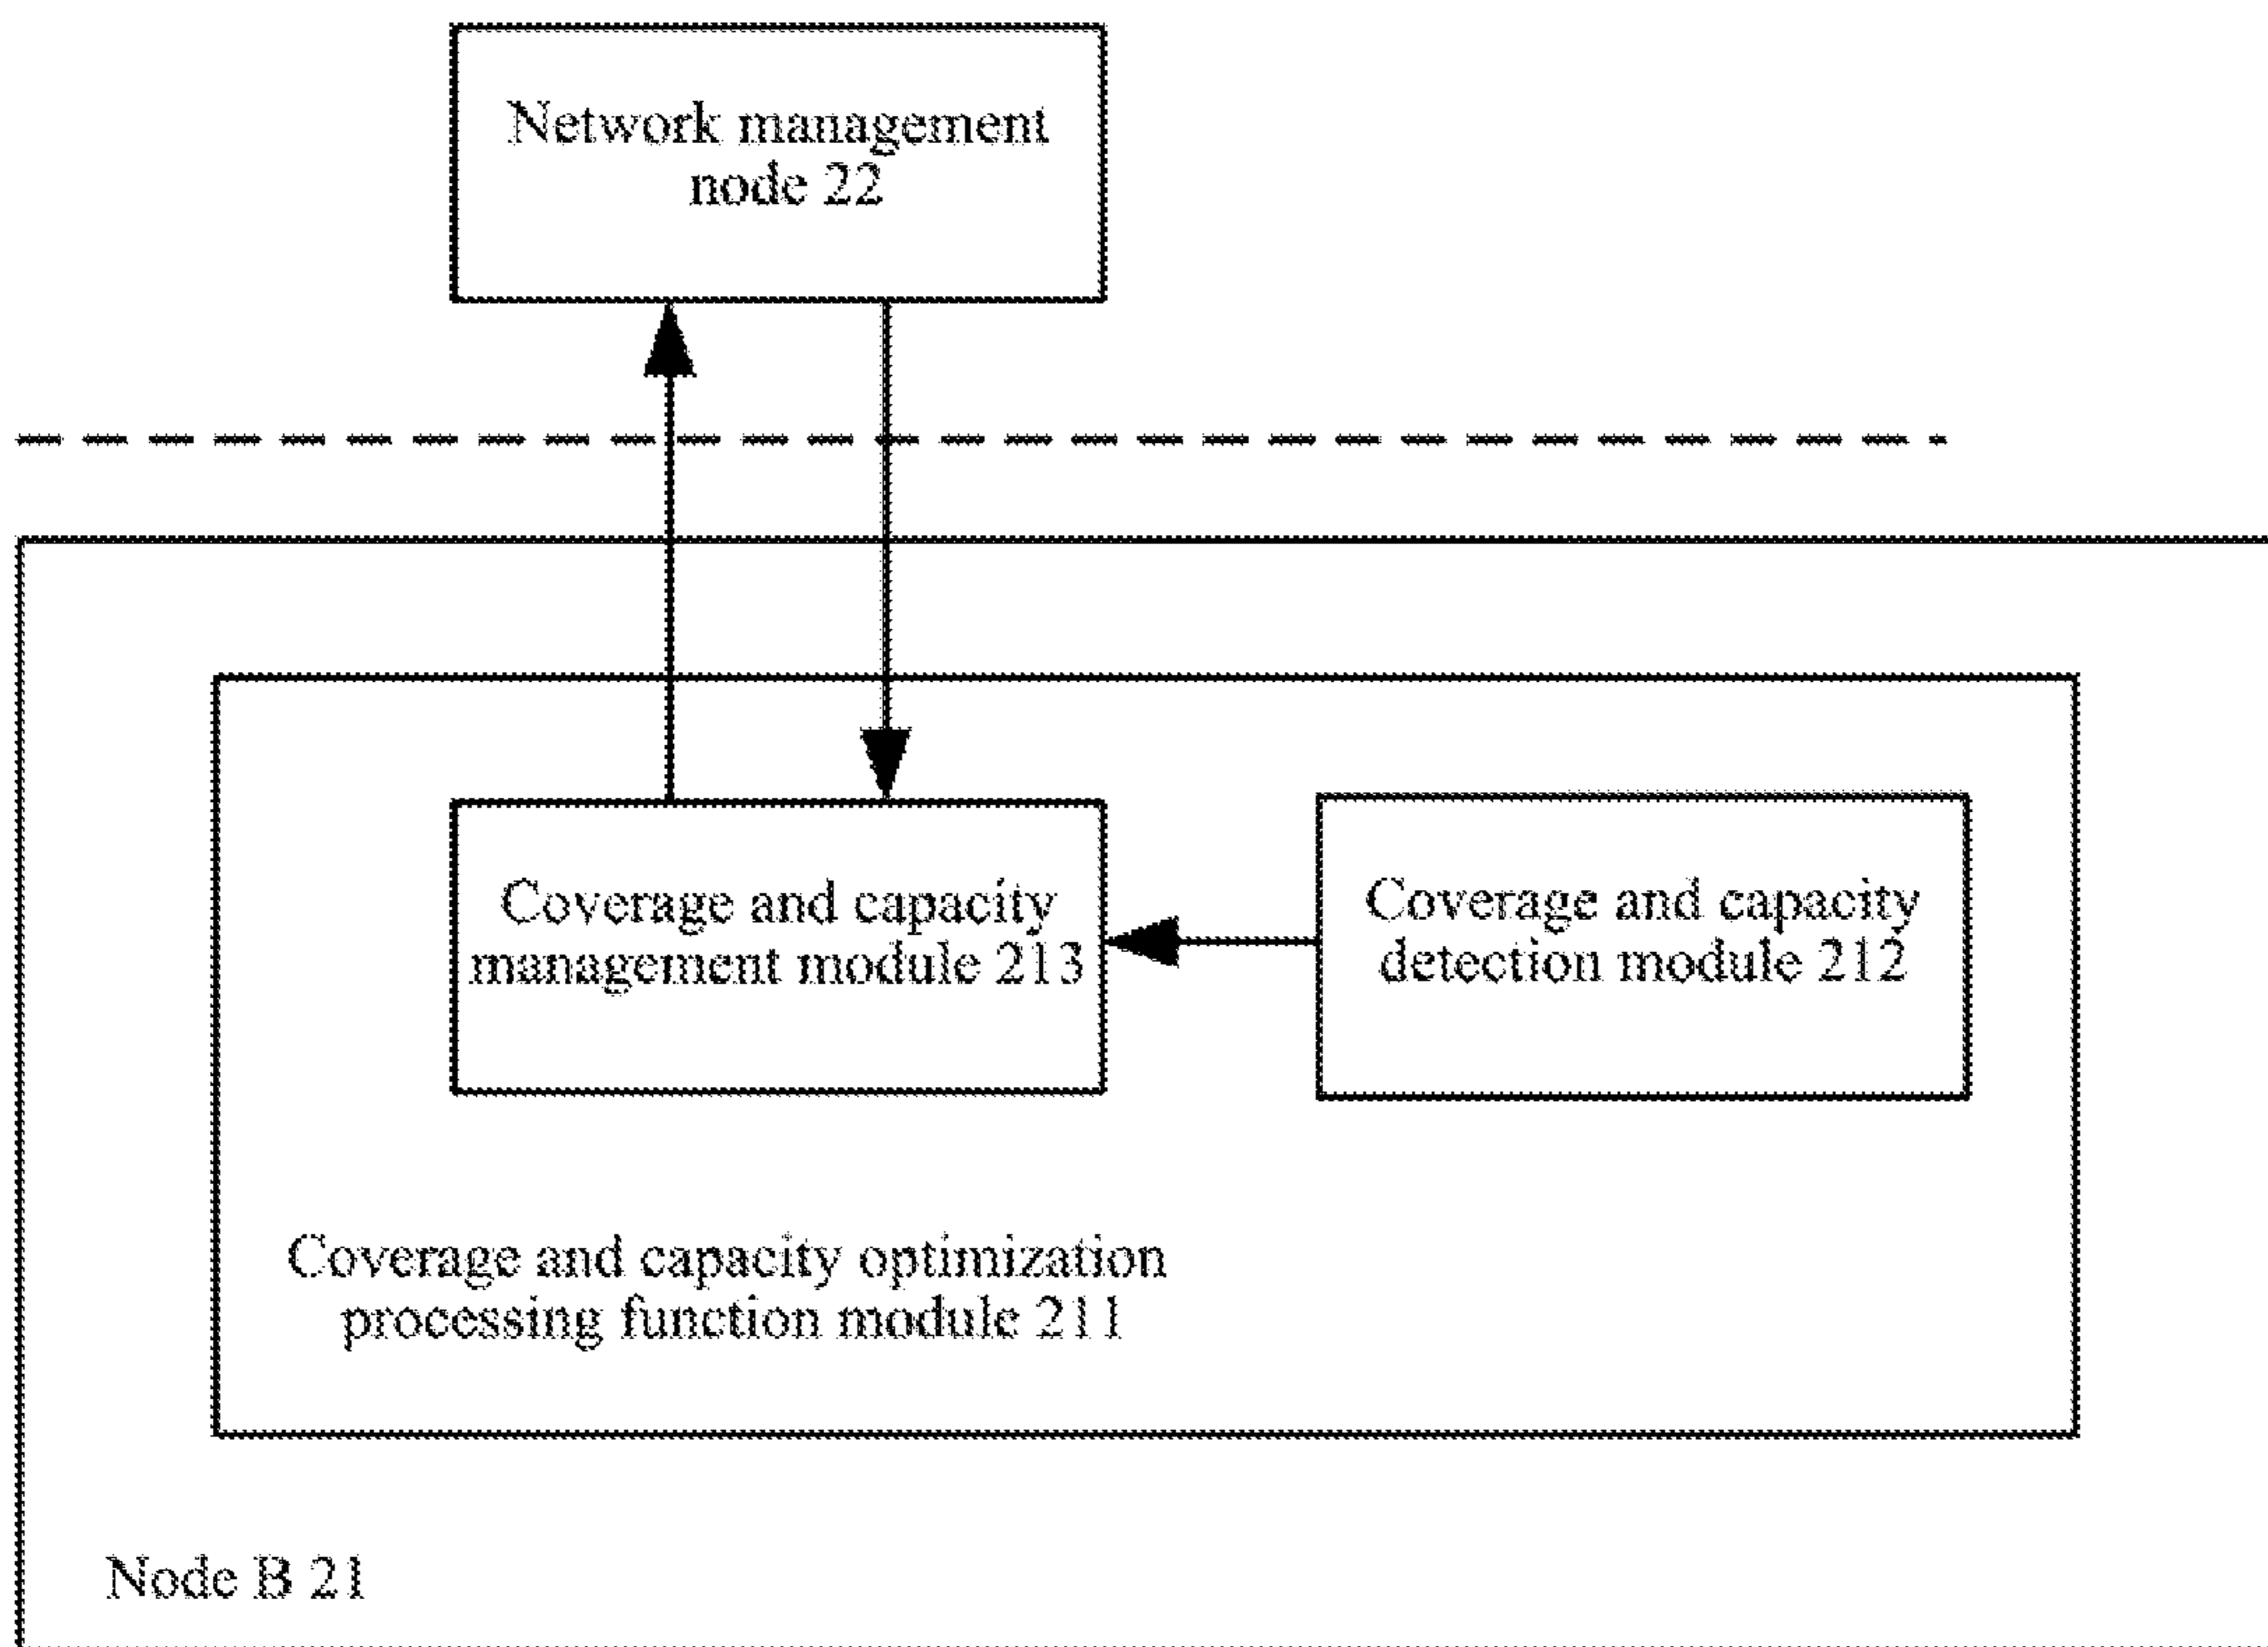 Network management
node 22
Coverage and capacity
management module 213
Coverage and capacity
detection module 212
Coverage and capacity optimization
processing function module 211
Node B 21